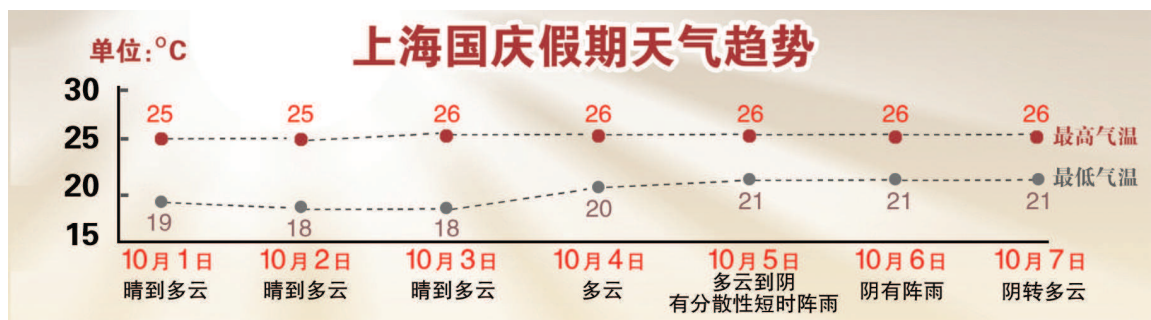 上海国庆假期天气趋势
单位:°C
30
25
20
15
25 25 26 26 26 26 26
最高气温
最低气温
19 18 18 20 21 21 21
10月1日 10月2日 10月3日 10月4日 10月5日 10月6日 10月7日
晴到多云 晴到多云 晴到多云 多云 多云到阴 阴有阵雨 阴转多云
有分散性短时阵雨